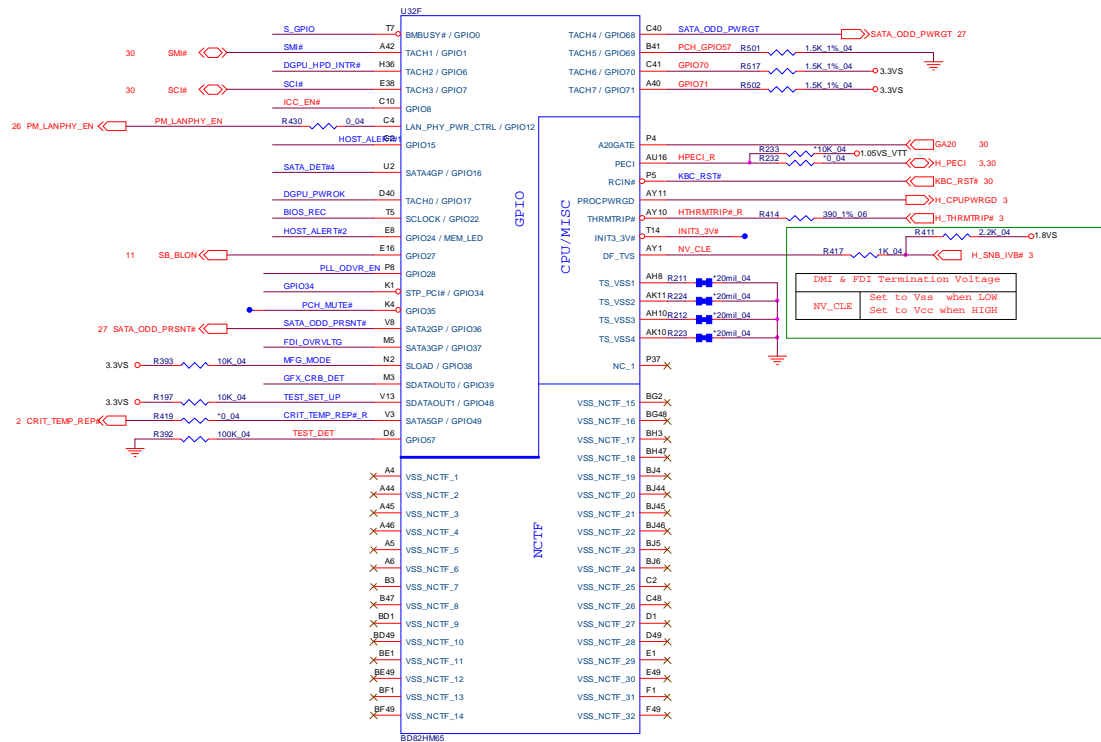 U32F
S_GPIO T7 BMBUSY# / GPIO0
30 SMI# SMI# A42 TACH1 / GPIO1
DGPU_HPD_INTR# H36 TACH2 / GPIO6
30 SCI# SCI# E38 TACH3 / GPIO7
ICC_EN# C10 GPIO8
26 PM_LANPHY_EN PM_LANPHY_EN R430 0_04 C4 LAN_PHY_PWR_CTRL / GPIO12
HOST_ALERT#1 G2 GPIO15
SATA_DET#4 U2 SATA4GP / GPIO16
DGPU_PWROK D40 TACH0 / GPIO17
BIOS_REC T5 SCLOCK / GPIO22
HOST_ALERT#2 E8 GPIO24 / MEM_LED
11 SB_BLON E16 GPIO27
PLL_ODVR_EN P8 GPIO28
GPIO34 K1 STP_PCI# / GPIO34
PCH_MUTE# K4 GPIO35
27 SATA_ODD_PRSNT# SATA_ODD_PRSNT# V8 SATA2GP / GPIO36
FDI_OVRVLTG M5 SATA3GP / GPIO37
3.3VS R393 10K_04 MFG_MODE N2 SLOAD / GPIO38
GFX_CRB_DET M3 SDATAOUT0 / GPIO39
3.3VS R197 10K_04 TEST_SET_UP V13 SDATAOUT1 / GPIO48
2 CRIT_TEMP_REP# R419 *0_04 CRIT_TEMP_REP#_R V3 SATA5GP / GPIO49
R392 100K_04 TEST_DET D6 GPIO57
A4 VSS_NCTF_1
A44 VSS_NCTF_2
A45 VSS_NCTF_3
A46 VSS_NCTF_4
A5 VSS_NCTF_5
A6 VSS_NCTF_6
B3 VSS_NCTF_7
B47 VSS_NCTF_8
BD1 VSS_NCTF_9
BD49 VSS_NCTF_10
BE1 VSS_NCTF_11
BE49 VSS_NCTF_12
BF1 VSS_NCTF_13
BF49 VSS_NCTF_14
GPIO
CPU/MISC
NCTF
TACH4 / GPIO68 C40 SATA_ODD_PWRGT SATA_ODD_PWRGT 27
TACH5 / GPIO69 B41 PCH_GPIO57 R501 1.5K_1%_04
TACH6 / GPIO70 C41 GPIO70 R517 1.5K_1%_04 3.3VS
TACH7 / GPIO71 A40 GPIO71 R502 1.5K_1%_04 3.3VS
A20GATE P4 GA20 30
R233 *10K_04 1.05VS_VTT
PECI AU16 HPECI_R R232 *0_04 H_PECI 3,30
RCIN# P5 KBC_RST# KBC_RST# 30
PROCPWRGD AY11 H_CPUPWRGD 3
THRMTRIP# AY10 HTHRMTRIP#_R R414 390_1%_06 H_THRMTRIP# 3
INIT3_3V# T14 INIT3_3V#
R411 2.2K_04 1.8VS
DF_TVS AY1 NV_CLE R417 1K_04 H_SNB_IVB# 3
TS_VSS1 AH8 R211 *20mil_04
TS_VSS2 AK11 R224 *20mil_04
TS_VSS3 AH10 R212 *20mil_04
TS_VSS4 AK10 R223 *20mil_04
DMI & FDI Termination Voltage
NV_CLE
Set to Vss when LOW
Set to Vcc when HIGH
NC_1 P37
VSS_NCTF_15 BG2
VSS_NCTF_16 BG48
VSS_NCTF_17 BH3
VSS_NCTF_18 BH47
VSS_NCTF_19 BJ4
VSS_NCTF_20 BJ44
VSS_NCTF_21 BJ45
VSS_NCTF_22 BJ46
VSS_NCTF_23 BJ5
VSS_NCTF_24 BJ6
VSS_NCTF_25 C2
VSS_NCTF_26 C48
VSS_NCTF_27 D1
VSS_NCTF_28 D49
VSS_NCTF_29 E1
VSS_NCTF_30 E49
VSS_NCTF_31 F1
VSS_NCTF_32 F49
BD82HM65